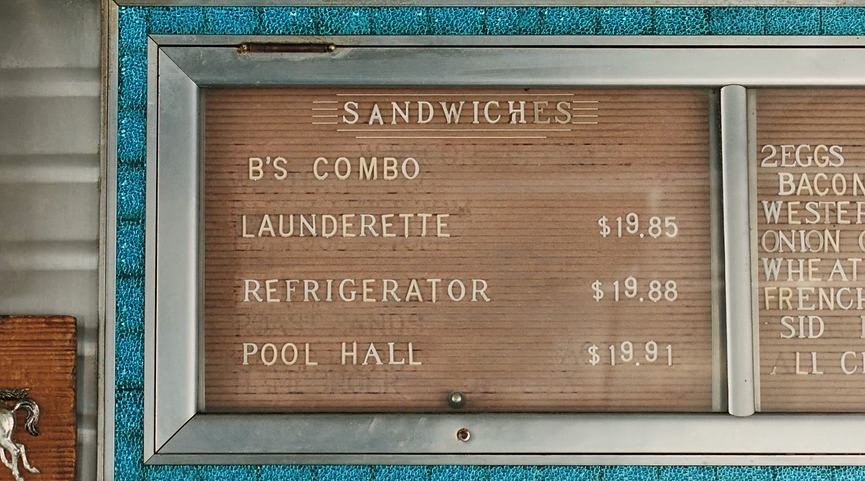 SANDWICHES
B'S COMBO
LAUNDERETTE $19.85
REFRIGERATOR $19.88
POOL HALL $19.91
2EGGS
BACON
WESTE
ONION
WHEAT
FRENCH
SID
ALL C